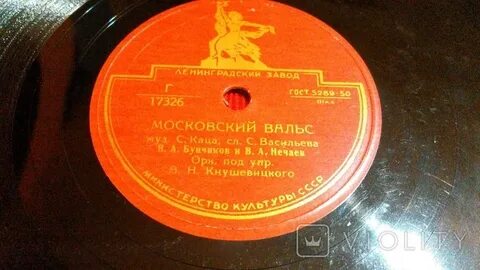 ЛЕНИНГРАДСКИЙ ЗАВОД
Г
17326
ГОСТ 5289-50
МОСКОВСКИЙ ВАЛЬС
муз. С. Каца, сл. С. Васильева
В. А. Бунчиков и В. А. Нечаев
Орк. под упр.
В. Н. Кнушевицкого
МИНИСТЕРСТВО КУЛЬТУРЫ СССР
VIOLITY